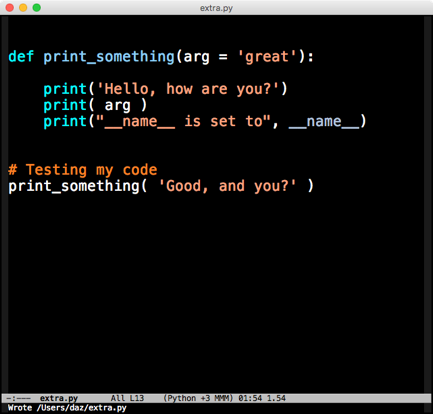 extra.py
def print_something(arg = 'great'):
print('Hello, how are you?')
print( arg )
print("__name__ is set to", __name__)
# Testing my code
print_something( 'Good, and you?' )
-:--- extra.py All L13 (Python +3 MMM) 01:54 1.54
Wrote /Users/daz/extra.py